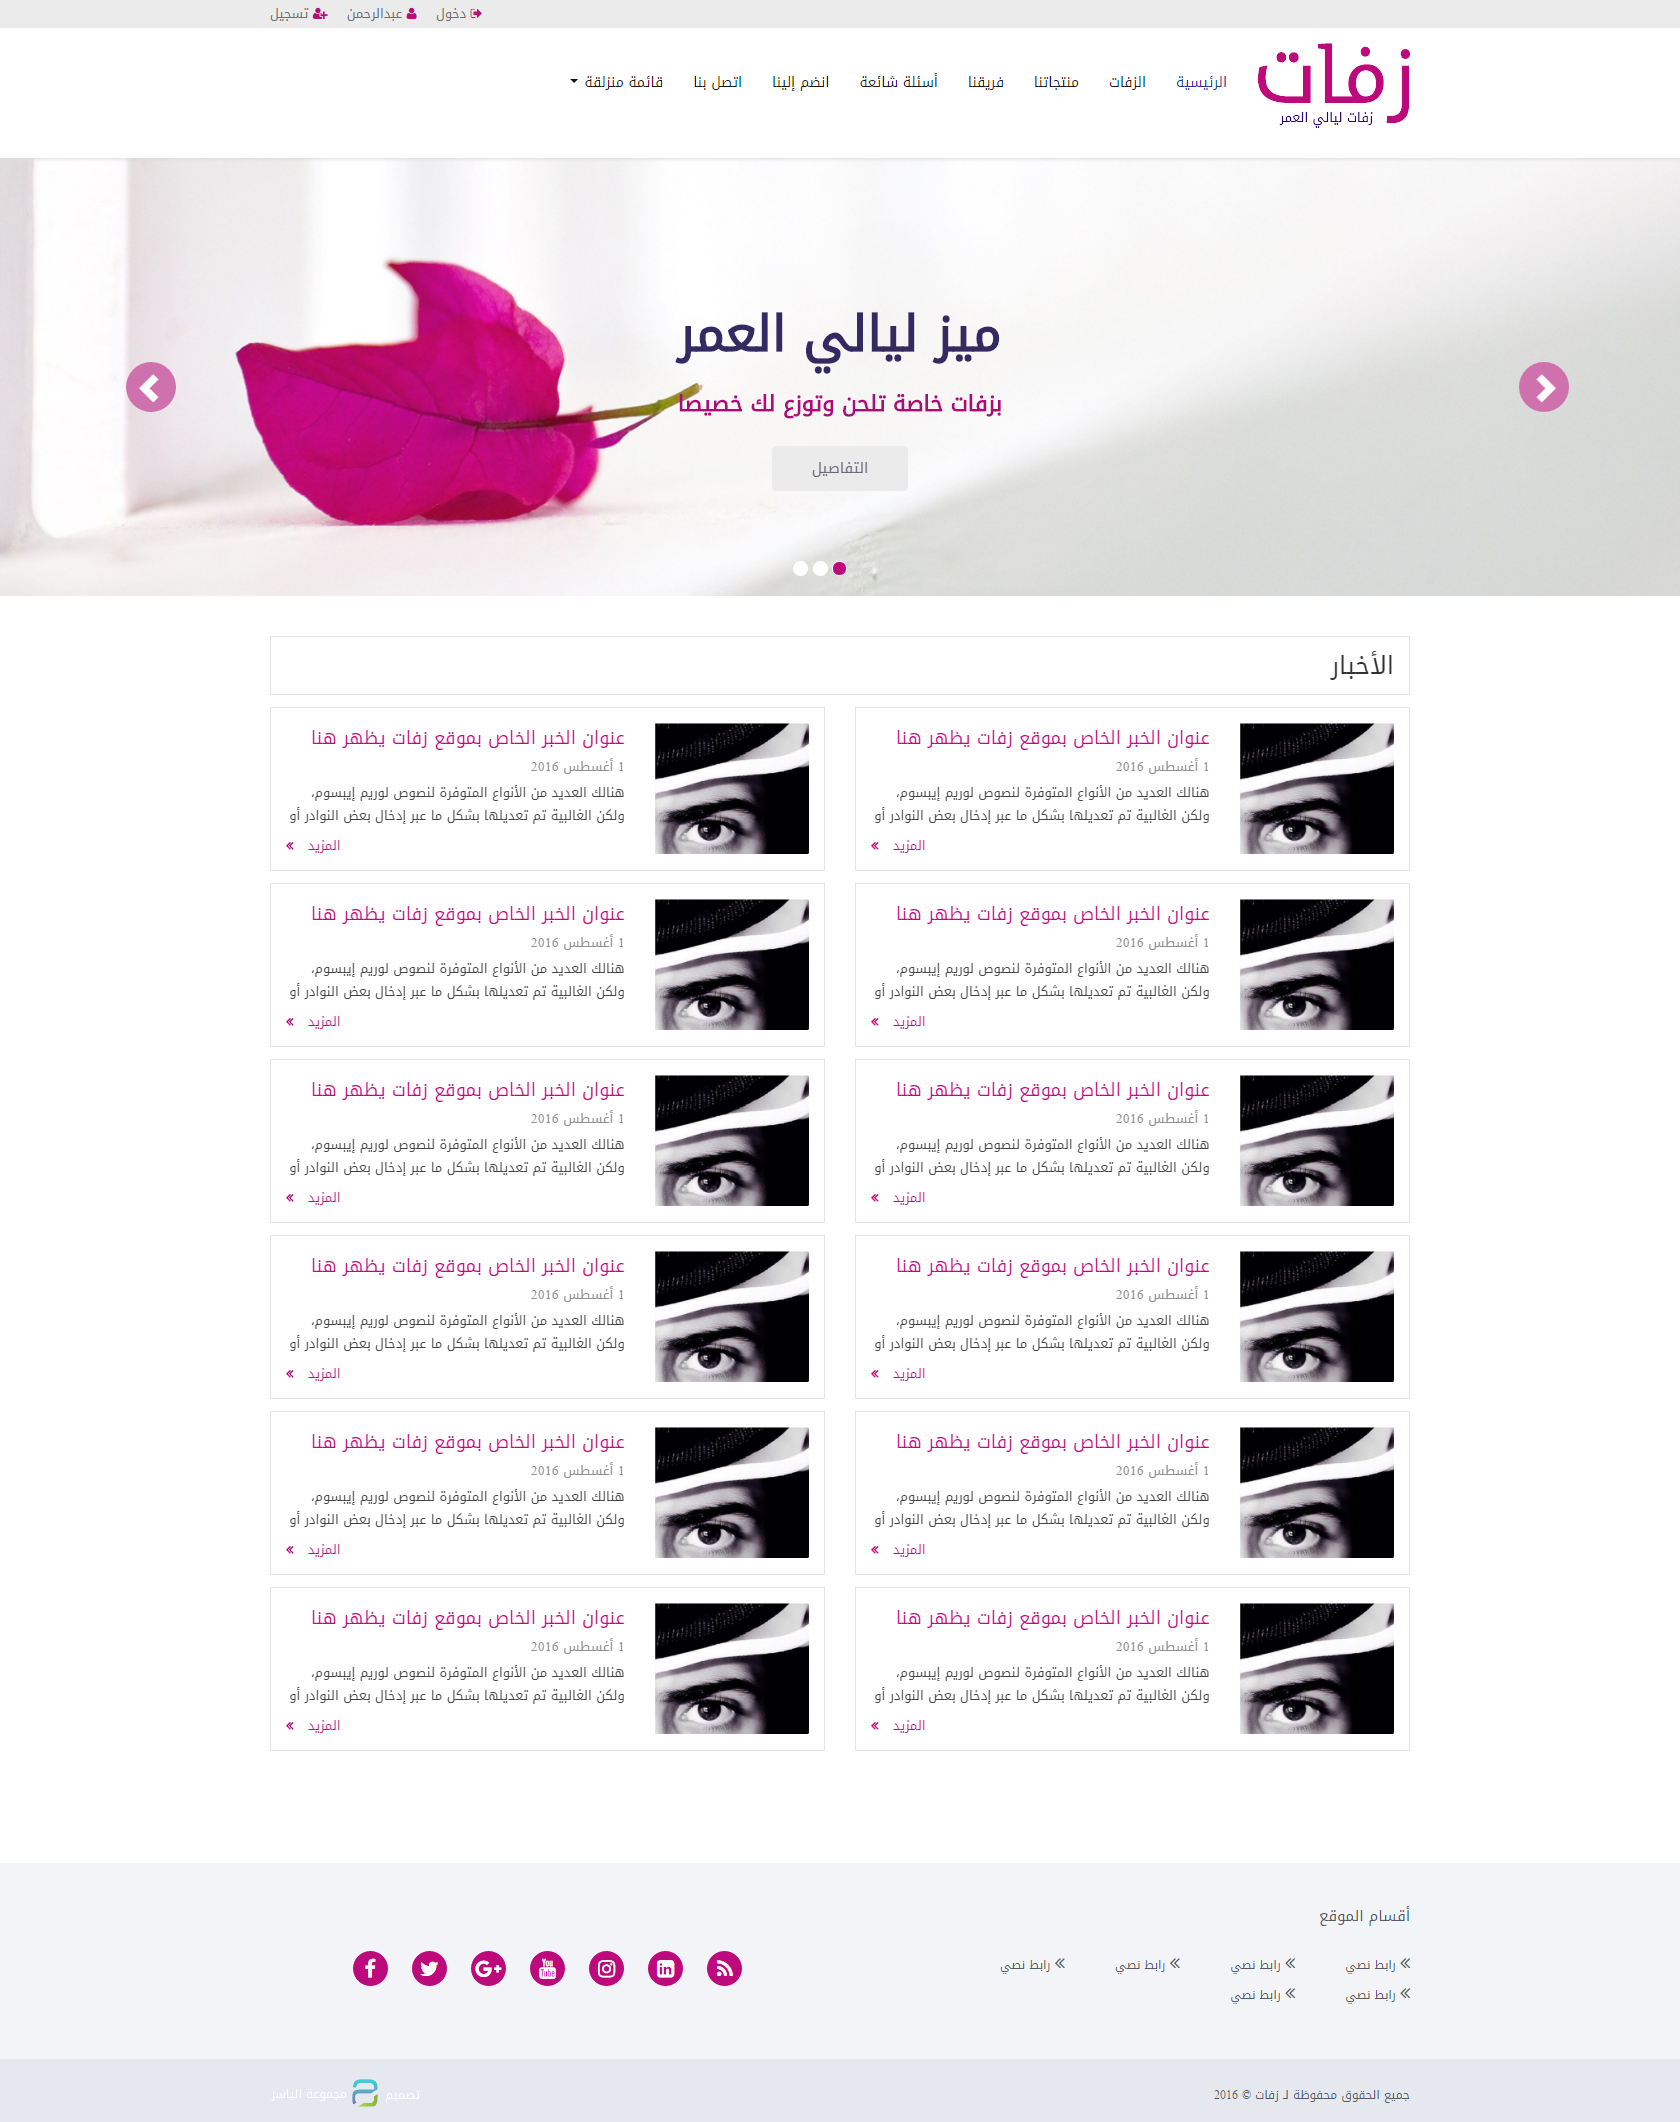 دخول عبدالرحمن تسجيل
زفات
زفات ليالي العمر
الرئيسية الزفات منتجاتنا فريقنا أسئلة شائعة انضم إلينا اتصل بنا قائمة منزلقة
ميز ليالي العمر
بزفات خاصة تلحن وتوزع لك خصيصا
التفاصيل
الأخبار
عنوان الخبر الخاص بموقع زفات يظهر هنا
1 أغسطس 2016
هنالك العديد من الأنواع المتوفرة لنصوص لوريم إيبسوم،
ولكن الغالبية تم تعديلها بشكل ما عبر إدخال بعض النوادر أو
المزيد
عنوان الخبر الخاص بموقع زفات يظهر هنا
1 أغسطس 2016
هنالك العديد من الأنواع المتوفرة لنصوص لوريم إيبسوم،
ولكن الغالبية تم تعديلها بشكل ما عبر إدخال بعض النوادر أو
المزيد
عنوان الخبر الخاص بموقع زفات يظهر هنا
1 أغسطس 2016
هنالك العديد من الأنواع المتوفرة لنصوص لوريم إيبسوم،
ولكن الغالبية تم تعديلها بشكل ما عبر إدخال بعض النوادر أو
المزيد
عنوان الخبر الخاص بموقع زفات يظهر هنا
1 أغسطس 2016
هنالك العديد من الأنواع المتوفرة لنصوص لوريم إيبسوم،
ولكن الغالبية تم تعديلها بشكل ما عبر إدخال بعض النوادر أو
المزيد
عنوان الخبر الخاص بموقع زفات يظهر هنا
1 أغسطس 2016
هنالك العديد من الأنواع المتوفرة لنصوص لوريم إيبسوم،
ولكن الغالبية تم تعديلها بشكل ما عبر إدخال بعض النوادر أو
المزيد
عنوان الخبر الخاص بموقع زفات يظهر هنا
1 أغسطس 2016
هنالك العديد من الأنواع المتوفرة لنصوص لوريم إيبسوم،
ولكن الغالبية تم تعديلها بشكل ما عبر إدخال بعض النوادر أو
المزيد
عنوان الخبر الخاص بموقع زفات يظهر هنا
1 أغسطس 2016
هنالك العديد من الأنواع المتوفرة لنصوص لوريم إيبسوم،
ولكن الغالبية تم تعديلها بشكل ما عبر إدخال بعض النوادر أو
المزيد
عنوان الخبر الخاص بموقع زفات يظهر هنا
1 أغسطس 2016
هنالك العديد من الأنواع المتوفرة لنصوص لوريم إيبسوم،
ولكن الغالبية تم تعديلها بشكل ما عبر إدخال بعض النوادر أو
المزيد
عنوان الخبر الخاص بموقع زفات يظهر هنا
1 أغسطس 2016
هنالك العديد من الأنواع المتوفرة لنصوص لوريم إيبسوم،
ولكن الغالبية تم تعديلها بشكل ما عبر إدخال بعض النوادر أو
المزيد
عنوان الخبر الخاص بموقع زفات يظهر هنا
1 أغسطس 2016
هنالك العديد من الأنواع المتوفرة لنصوص لوريم إيبسوم،
ولكن الغالبية تم تعديلها بشكل ما عبر إدخال بعض النوادر أو
المزيد
عنوان الخبر الخاص بموقع زفات يظهر هنا
1 أغسطس 2016
هنالك العديد من الأنواع المتوفرة لنصوص لوريم إيبسوم،
ولكن الغالبية تم تعديلها بشكل ما عبر إدخال بعض النوادر أو
المزيد
عنوان الخبر الخاص بموقع زفات يظهر هنا
1 أغسطس 2016
هنالك العديد من الأنواع المتوفرة لنصوص لوريم إيبسوم،
ولكن الغالبية تم تعديلها بشكل ما عبر إدخال بعض النوادر أو
المزيد
أقسام الموقع
رابط نصي رابط نصي رابط نصي رابط نصي
رابط نصي رابط نصي
You Tube
جميع الحقوق محفوظة لـ زفات © 2016
تصميم مجموعة الياسر